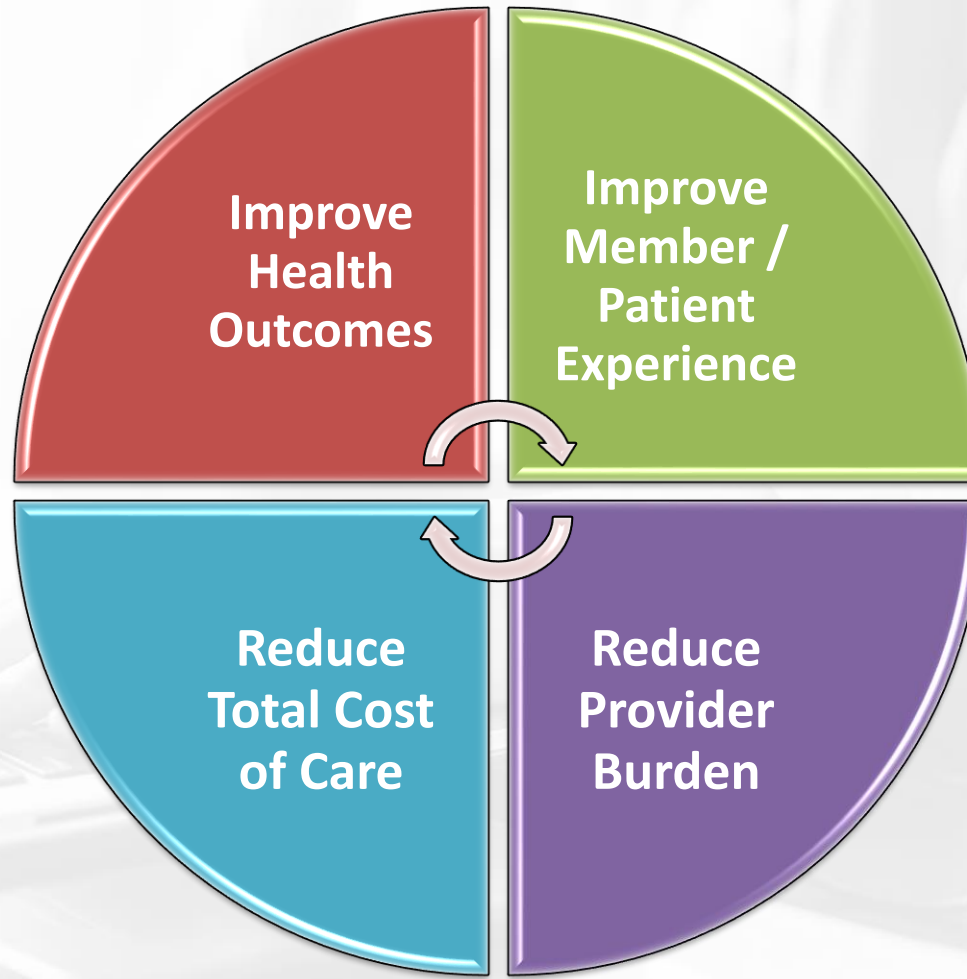 Improve
Health
Outcomes
Improve
Member /
Patient
Experience
Reduce
Total Cost
of Care
Reduce
Provider
Burden